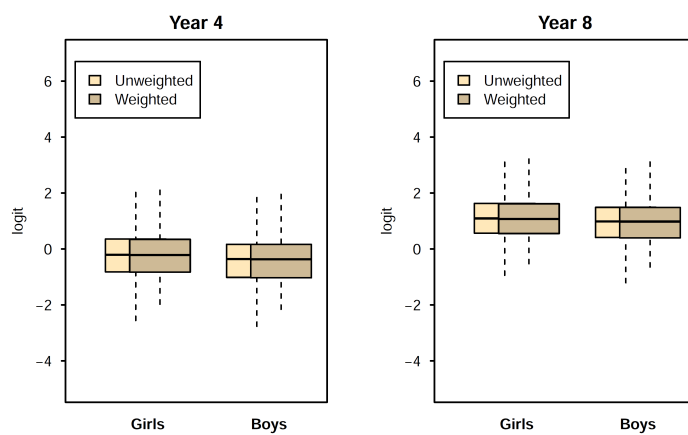 Year 4
Unweighted
Weighted
logit
6
4
2
0
−2
−4
Girls
Boys
Year 8
Unweighted
Weighted
logit
6
4
2
0
−2
−4
Girls
Boys